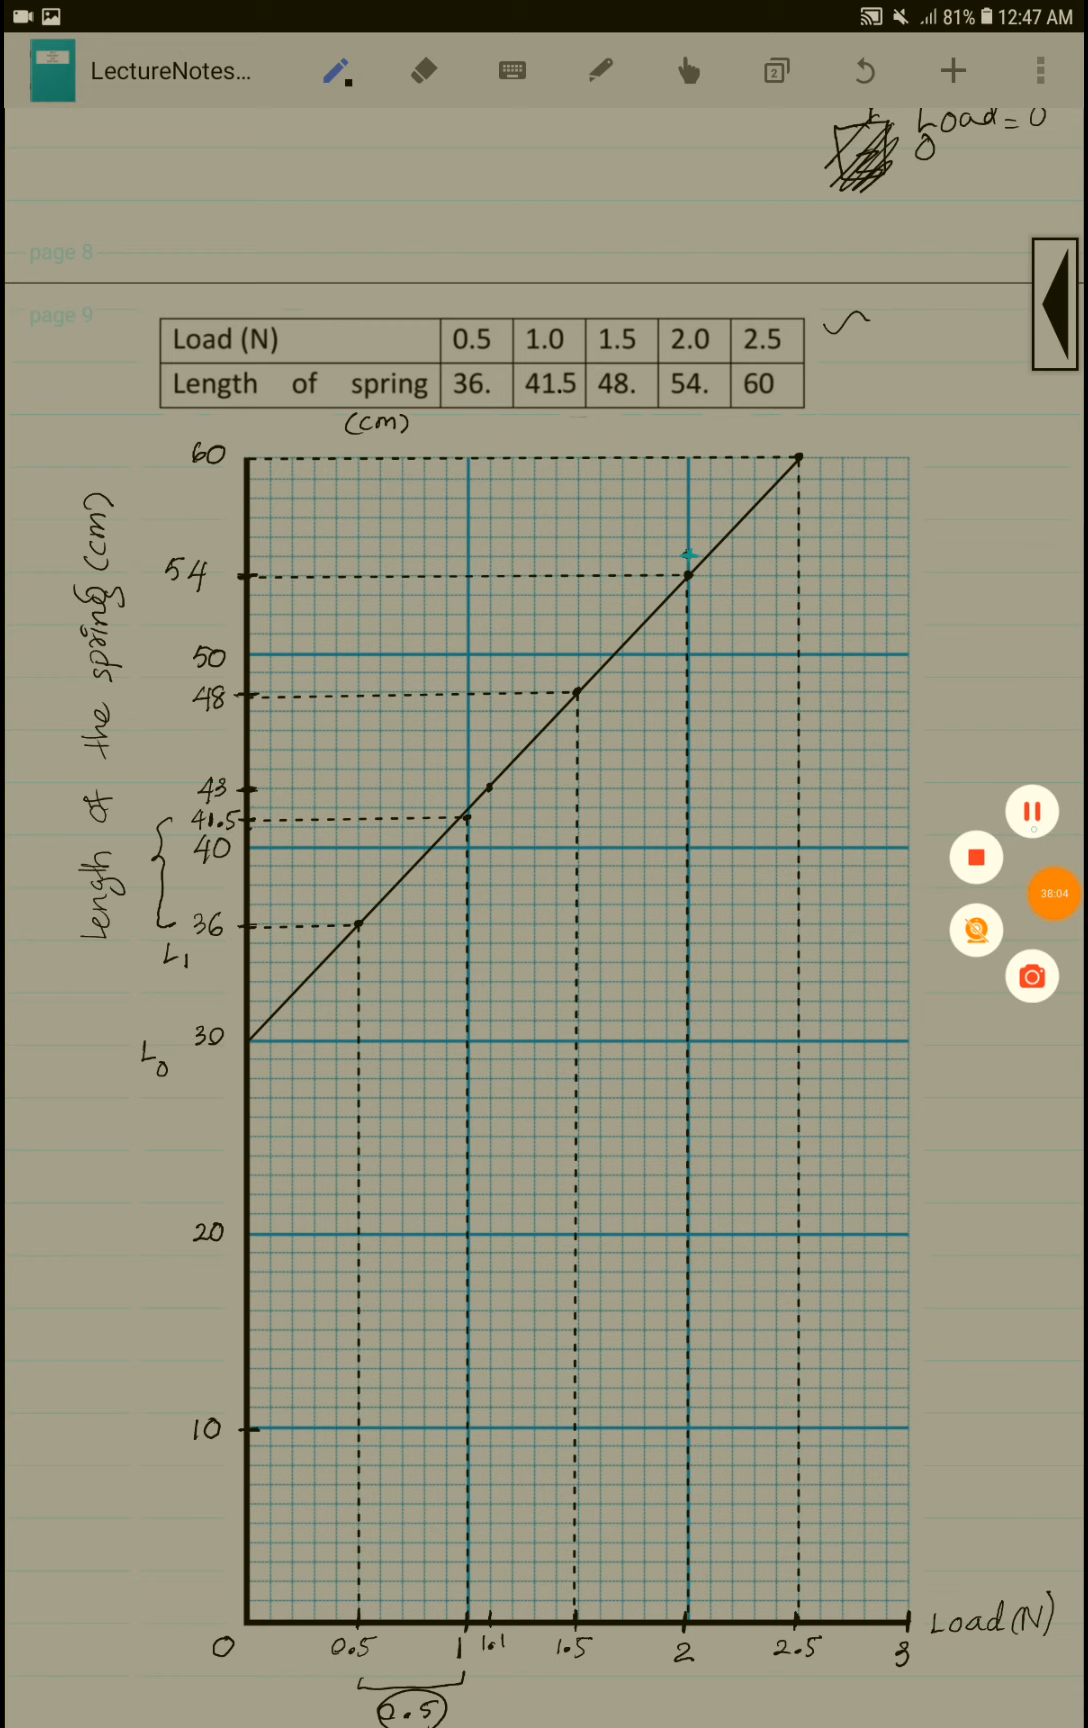 81% 12:47 AM
LectureNotes...
2
Load = 0
page 8
page 9
Load (N) 0.5 1.0 1.5 2.0 2.5
Length of spring 36. 41.5 48. 54. 60
(cm)
60
54
50
48
43
41.5
40
36
L1
30
L0
20
10
Length of the spring (cm)
38:04
0 0.5 1 1.1 1.5 2 2.5 3 Load (N)
0.5